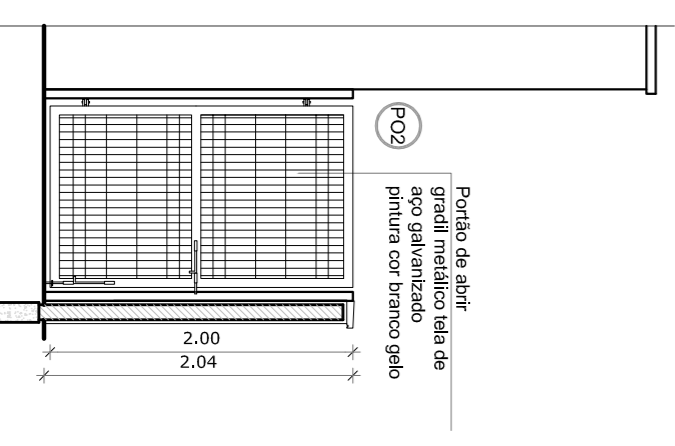 PO2
Portão de abrir
gradil metálico tela de
aço galvanizado
pintura cor branco gelo
2.00
2.04